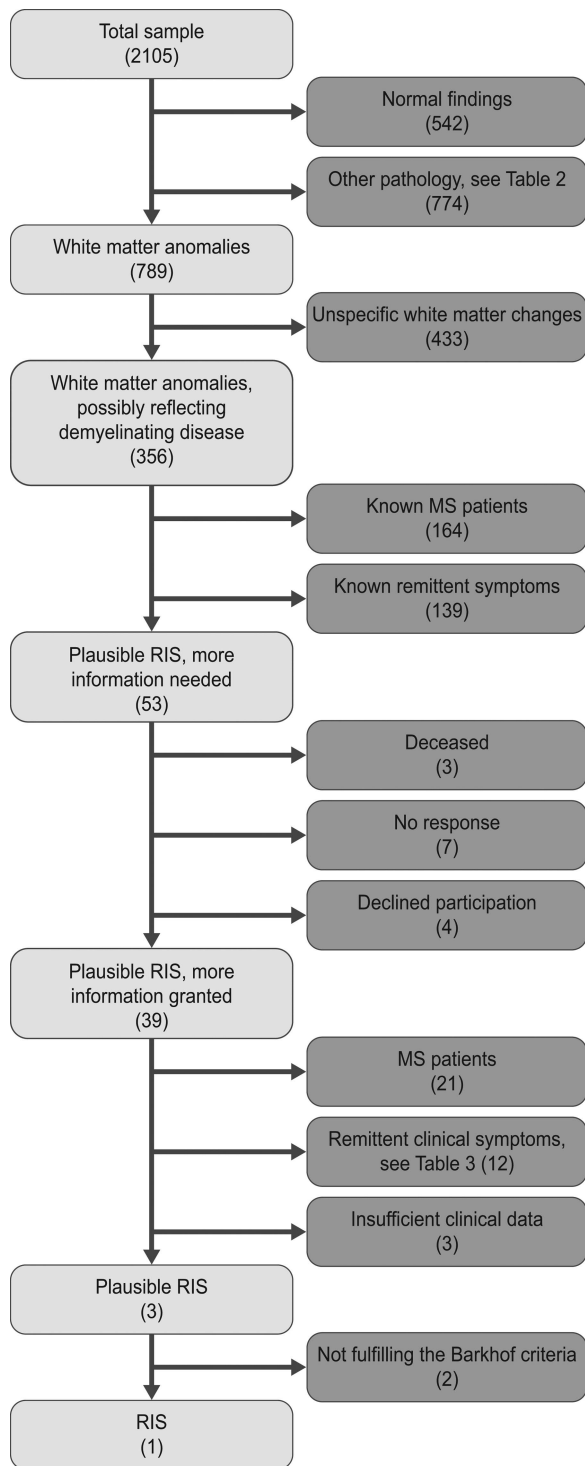 Total sample
(2105)
Normal findings
(542)
Other pathology, see Table 2
(774)
White matter anomalies
(789)
Unspecific white matter changes
(433)
White matter anomalies,
possibly reflecting
demyelinating disease
(356)
Known MS patients
(164)
Known remittent symptoms
(139)
Plausible RIS, more
information needed
(53)
Deceased
(3)
No response
(7)
Declined participation
(4)
Plausible RIS, more
information granted
(39)
MS patients
(21)
Remittent clinical symptoms,
see Table 3 (12)
Insufficient clinical data
(3)
Plausible RIS
(3)
Not fulfilling the Barkhof criteria
(2)
RIS
(1)